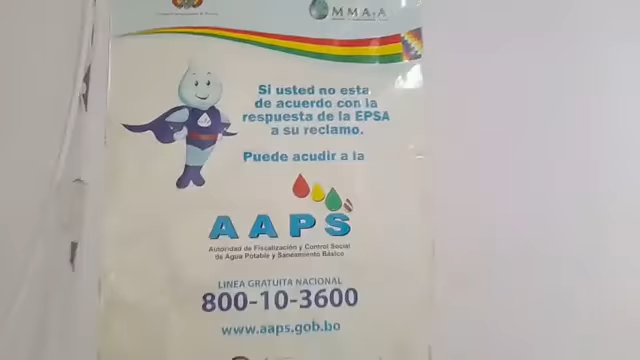 MMAyA
Si usted no esta
de acuerdo con la
respuesta de la EPSA
a su reclamo.
Puede acudir a la
AAPS
Autoridad de Fiscalización y Control Social
de Agua Potable y Saneamiento Básico
LINEA GRATUITA NACIONAL
800-10-3600
www.aaps.gob.bo